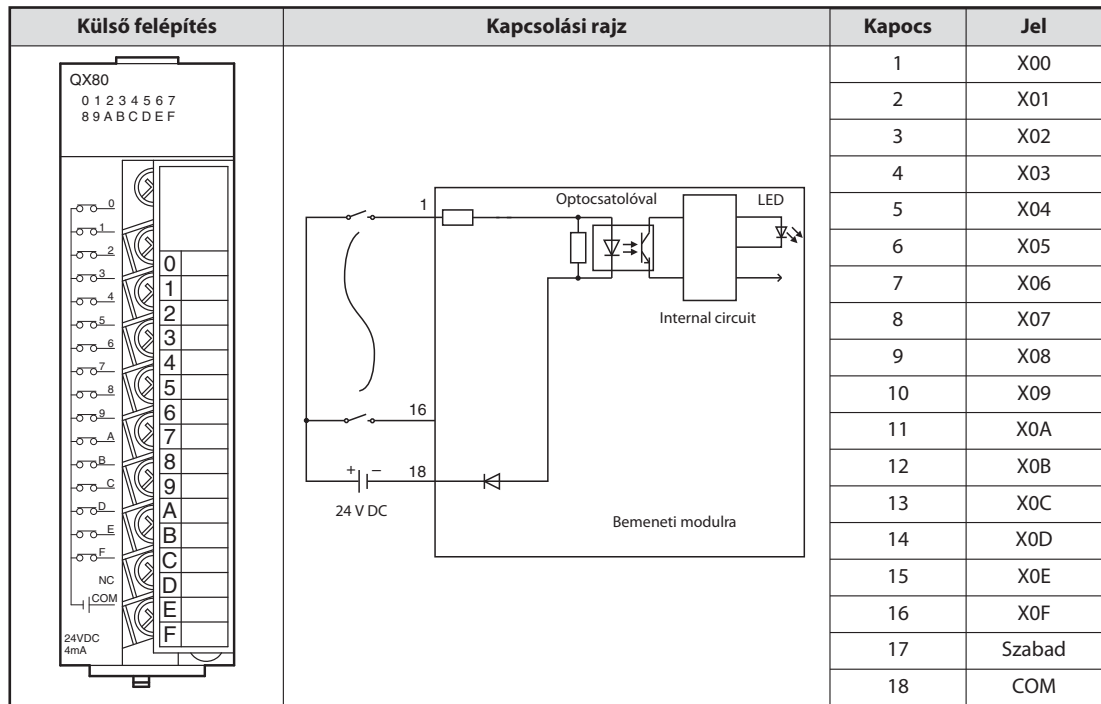 Külső felépítés Kapcsolási rajz Kapocs Jel
QX80
0 1 2 3 4 5 6 7
8 9 A B C D E F
0
1
2
3
4
5
6
7
8
9
A
B
C
D
E
F
NC
COM
24VDC
4mA
0
1
2
3
4
5
6
7
8
9
A
B
C
D
E
F
1
Optocsatolóval
LED
Internal circuit
16
+ –
18
24 V DC
Bemeneti modulra
1 X00
2 X01
3 X02
4 X03
5 X04
6 X05
7 X06
8 X07
9 X08
10 X09
11 X0A
12 X0B
13 X0C
14 X0D
15 X0E
16 X0F
17 Szabad
18 COM